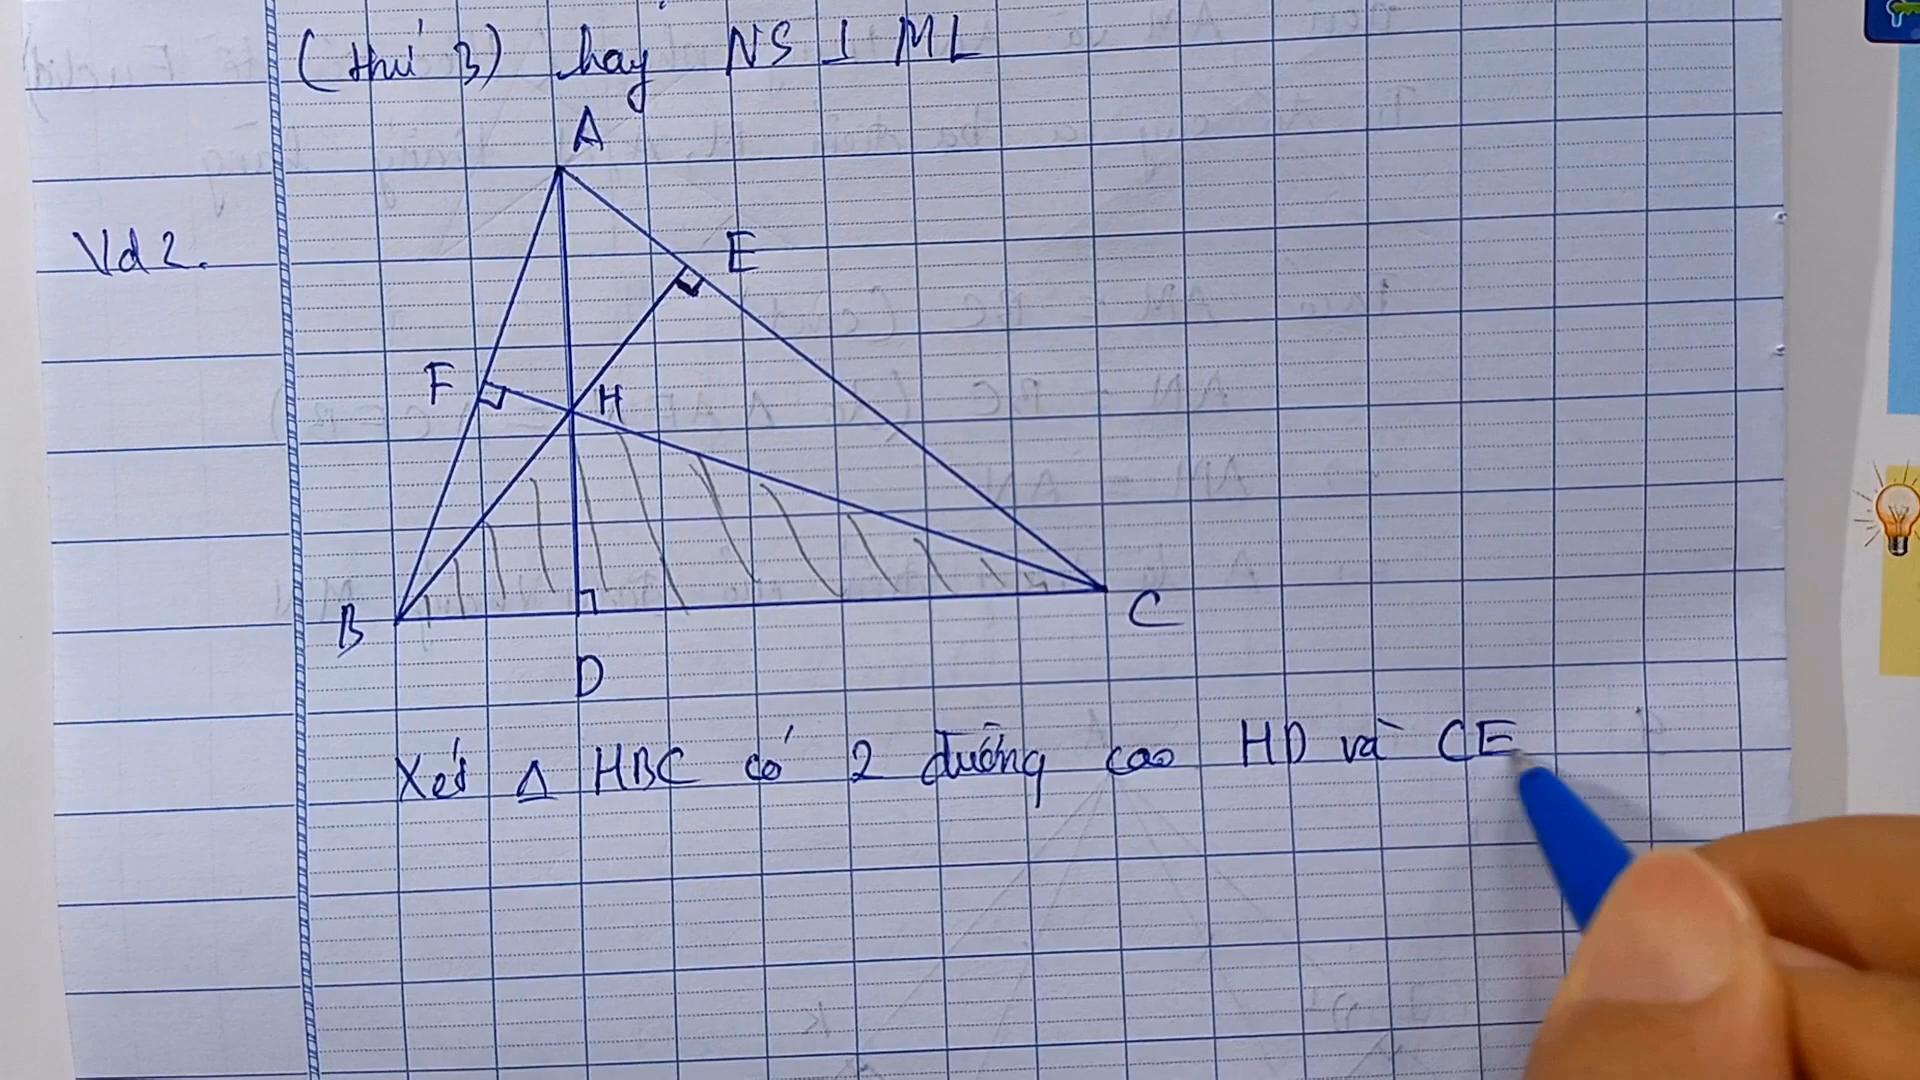 (thứ 3) hay NS ⊥ ML
A
Vd 2.
E
F
H
B
C
D
Xét Δ HBC có 2 đường cao HD và CE